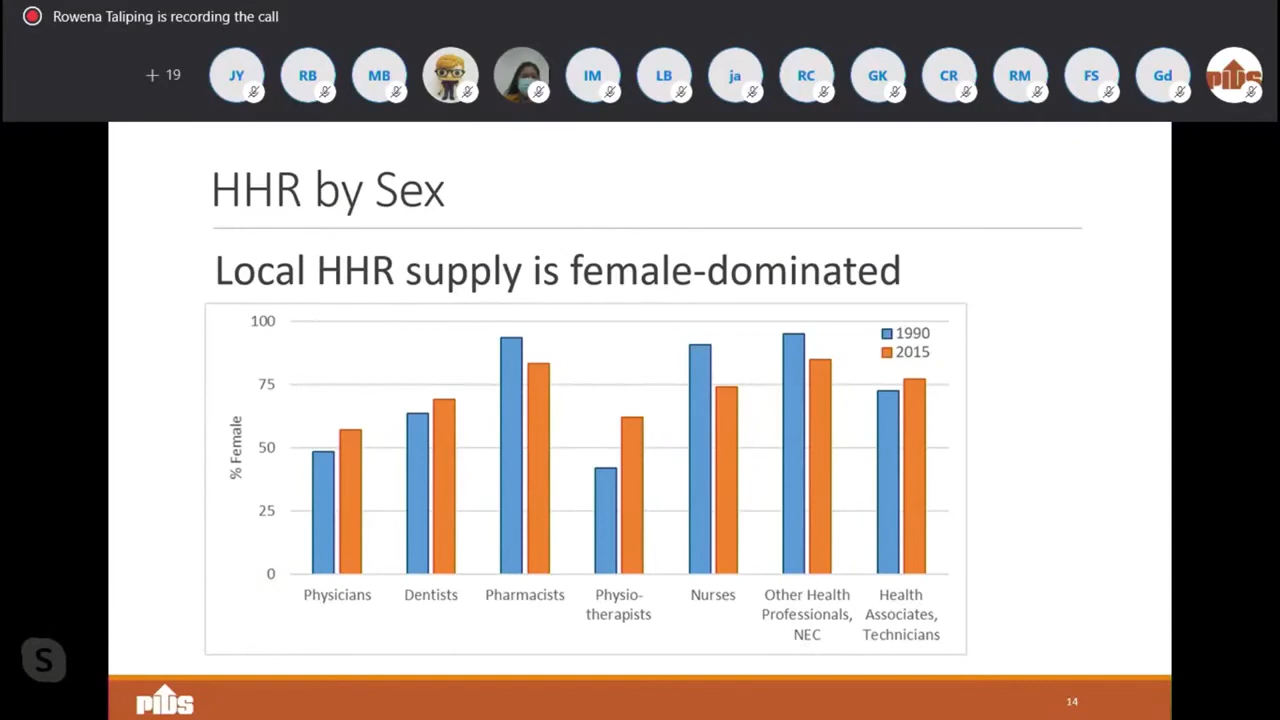 Rowena Taliping is recording the call
+ 19
JY
RB
MB
IM
LB
ja
RC
GK
CR
RM
FS
Gd
PIDS
HHR by Sex
Local HHR supply is female-dominated
100
75
50
25
0
% Female
1990
2015
Physicians
Dentists
Pharmacists
Physio-
therapists
Nurses
Other Health
Professionals,
NEC
Health
Associates,
Technicians
S
PIDS
14